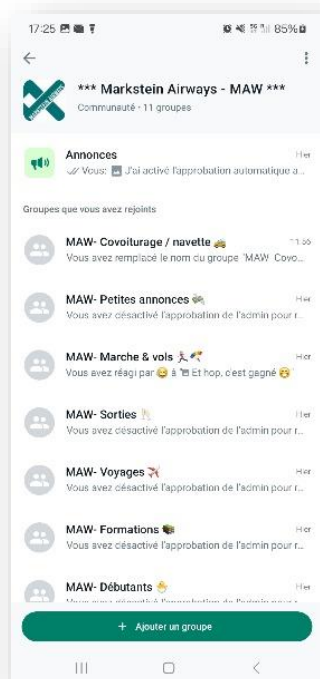 17:25
85%
*** Markstein Airways - MAW ***
Communauté · 11 groupes
Annonces
Hier
Vous: J'ai activé l'approbation automatique a...
Groupes que vous avez rejoints
MAW- Covoiturage / navette
Vous avez remplacé le nom du groupe "MAW Covo...
MAW- Petites annonces
Hier
Vous avez désactivé l'approbation de l'admin pour r...
MAW- Marche & vols
Hier
Vous avez réagi par 😂 à "Et hop, c'est gagné
MAW- Sorties
Hier
Vous avez désactivé l'approbation de l'admin pour r...
MAW- Voyages
Hier
Vous avez désactivé l'approbation de l'admin pour r...
MAW- Formations
Hier
Vous avez désactivé l'approbation de l'admin pour r...
MAW- Débutants
Hier
+ Ajouter un groupe